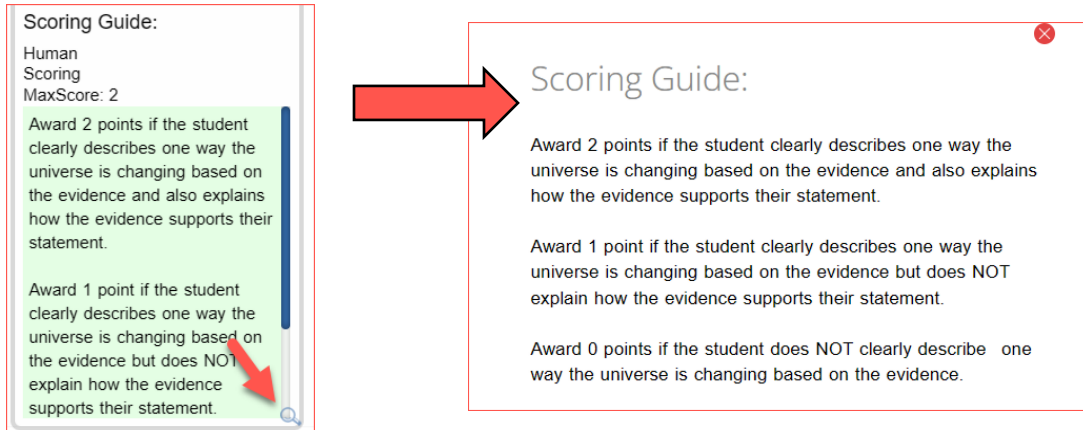 Scoring Guide:
Human
Scoring
MaxScore: 2
Award 2 points if the student
clearly describes one way the
universe is changing based on
the evidence and also explains
how the evidence supports their
statement.
Award 1 point if the student
clearly describes one way the
universe is changing based on
the evidence but does NOT
explain how the evidence
supports their statement.
Scoring Guide:
Award 2 points if the student clearly describes one way the
universe is changing based on the evidence and also explains
how the evidence supports their statement.
Award 1 point if the student clearly describes one way the
universe is changing based on the evidence but does NOT
explain how the evidence supports their statement.
Award 0 points if the student does NOT clearly describe one
way the universe is changing based on the evidence.